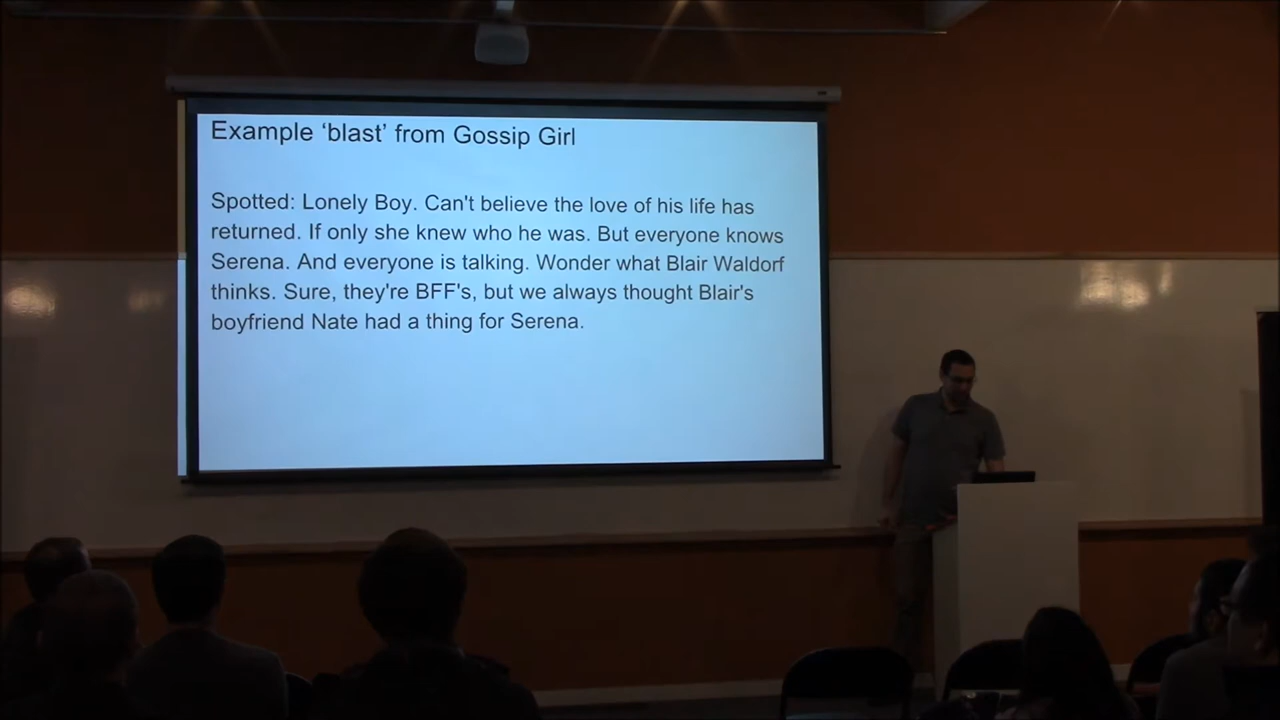 Example ‘blast’ from Gossip Girl
Spotted: Lonely Boy. Can't believe the love of his life has
returned. If only she knew who he was. But everyone knows
Serena. And everyone is talking. Wonder what Blair Waldorf
thinks. Sure, they're BFF's, but we always thought Blair's
boyfriend Nate had a thing for Serena.